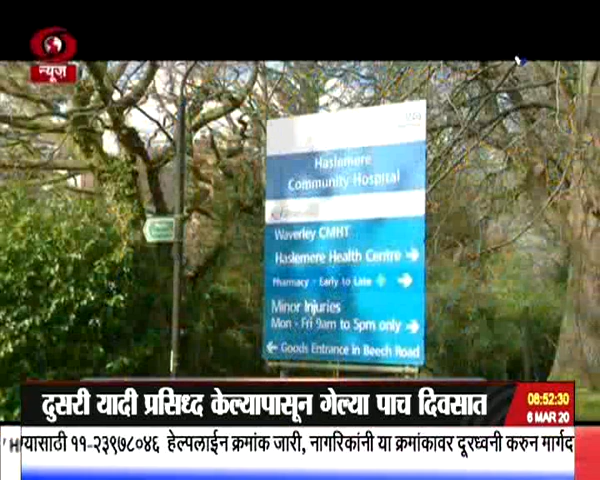 न्यूज़
Haslemere
Community Hospital
Waverley CMHT
Haslemere Health Centre
Pharmacy - Early to Late
Minor Injuries
Mon - Fri 9am to 5pm only
Goods Entrance in Beech Road
दुसरी यादी प्रसिध्द केल्यापासून गेल्या पाच दिवसात
08:52:30
6 MAR 20
यासाठी ११-२३९७८०४६ हेल्पलाईन क्रमांक जारी, नागरिकांनी या क्रमांकावर दूरध्वनी करुन मार्गद